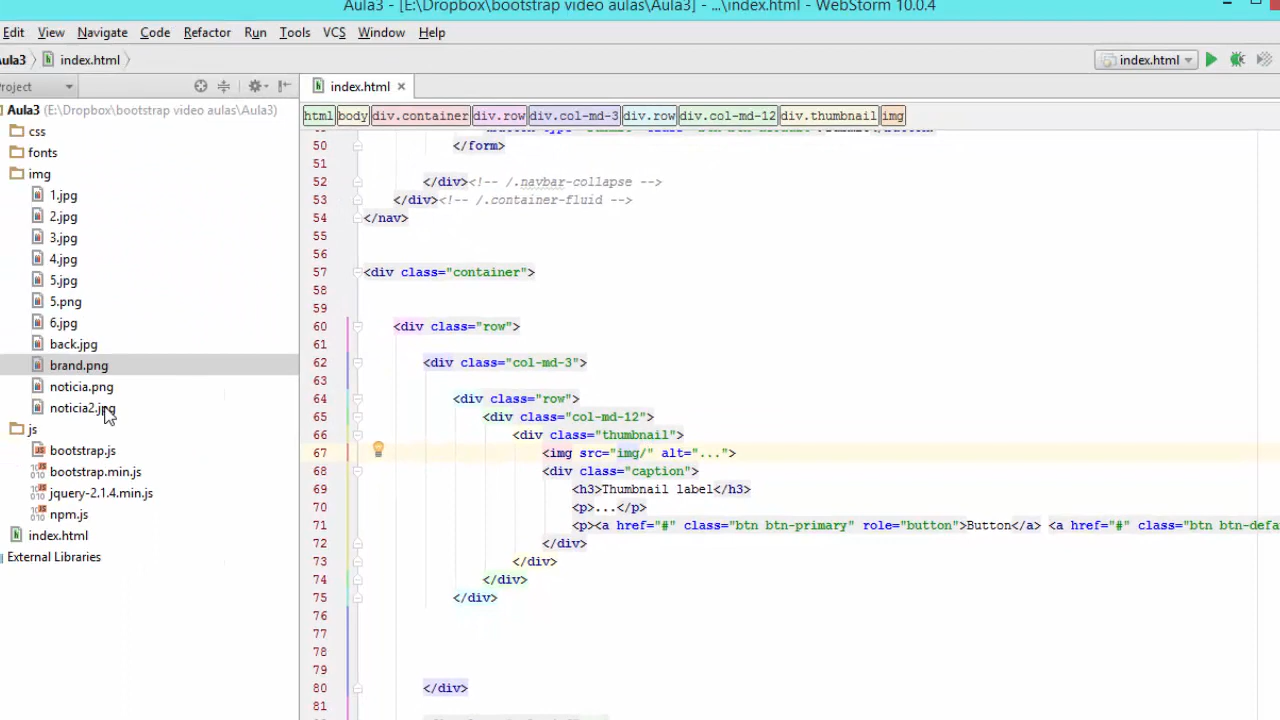 Aula3 - [E:\Dropbox\bootstrap video aulas\Aula3] - ...\index.html - WebStorm 10.0.4
Edit View Navigate Code Refactor Run Tools VCS Window Help
Aula3 index.html
index.html
Project
index.html
html body div.container div.row div.col-md-3 div.row div.col-md-12 div.thumbnail img
Aula3 (E:\Dropbox\bootstrap video aulas\Aula3)
css
fonts
img
1.jpg
2.jpg
3.jpg
4.jpg
5.jpg
5.png
6.jpg
back.jpg
brand.png
noticia.png
noticia2.jpg
js
bootstrap.js
bootstrap.min.js
jquery-2.1.4.min.js
npm.js
index.html
External Libraries
50 </form>
51
52 </div><!-- /.navbar-collapse -->
53 </div><!-- /.container-fluid -->
54 </nav>
55
56
57 <div class="container">
58
59
60 <div class="row">
61
62 <div class="col-md-3">
63
64 <div class="row">
65 <div class="col-md-12">
66 <div class="thumbnail">
67 <img src="img/" alt="...">
68 <div class="caption">
69 <h3>Thumbnail label</h3>
70 <p>...</p>
71 <p><a href="#" class="btn btn-primary" role="button">Button</a> <a href="#" class="btn btn-defa
72 </div>
73 </div>
74 </div>
75 </div>
76
77
78
79
80 </div>
81